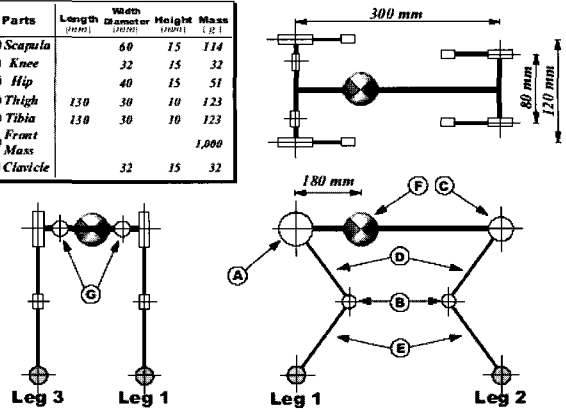 Parts Length (mm) Width Diameter (mm) Height (mm) Mass (g)
Scapula 60 15 114
Knee 32 15 32
Hip 40 15 51
Thigh 130 30 10 123
Tibia 130 30 10 123
Front Mass 1,000
Clavicle 32 15 32
300 mm
80 mm
120 mm
180 mm
F C
A
D
B
G
E
Leg 3 Leg 1 Leg 1 Leg 2